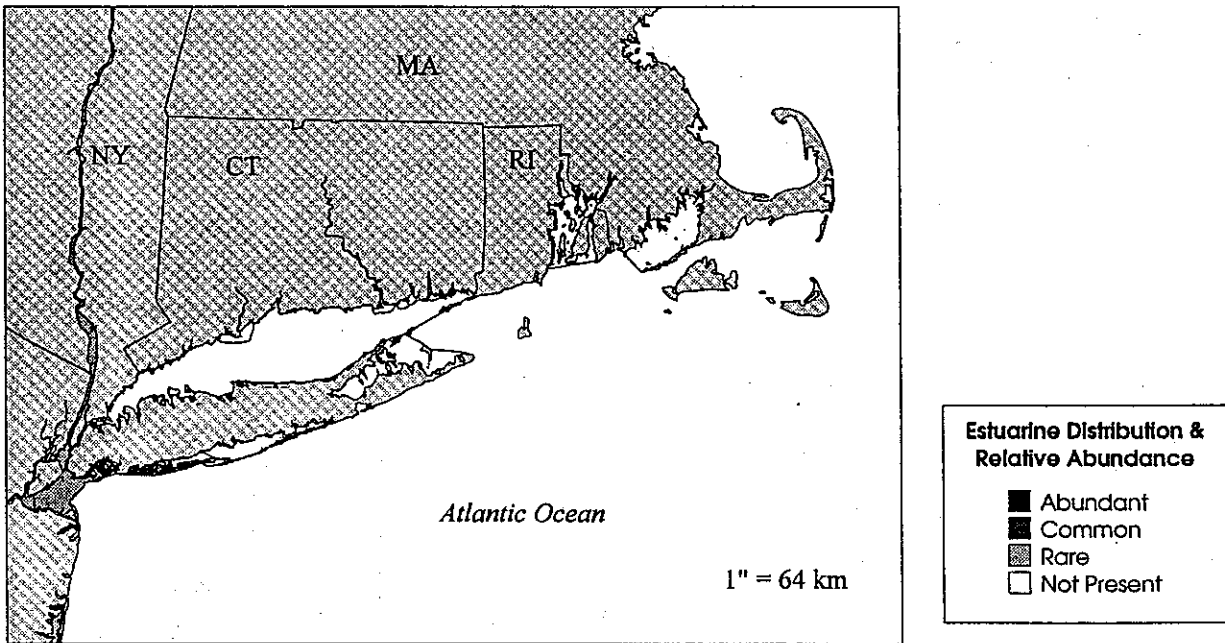 MA
NY
CT
RI
Atlantic Ocean
1" = 64 km
Estuarine Distribution &
Relative Abundance
Abundant
Common
Rare
Not Present